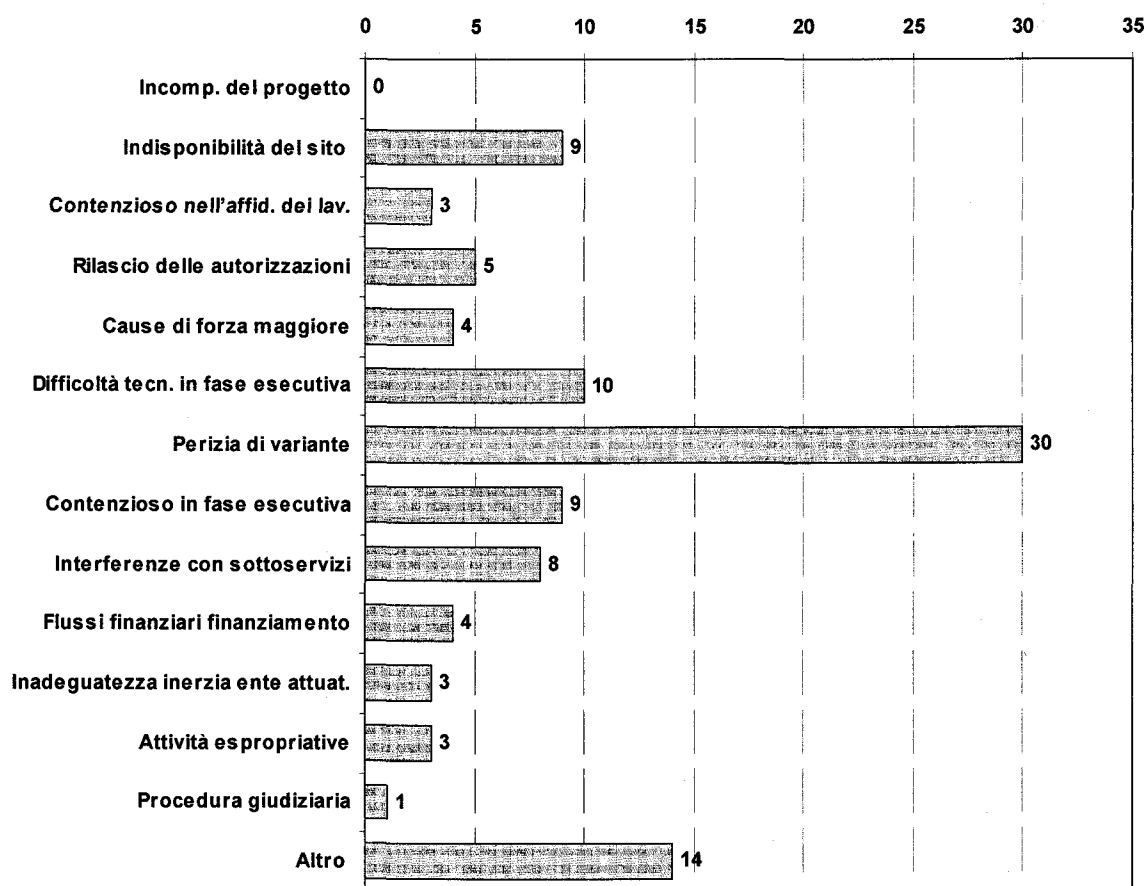 0 5 10 15 20 25 30 35
Incomp. del progetto 0
Indisponibilità del sito 9
Contenzioso nell'affid. dei lav. 3
Rilascio delle autorizzazioni 5
Cause di forza maggiore 4
Difficoltà tecn. in fase esecutiva 10
Perizia di variante 30
Contenzioso in fase esecutiva 9
Interferenze con sottoservizi 8
Flussi finanziari finanziamento 4
Inadeguatezza inerzia ente attuat. 3
Attività espropriative 3
Procedura giudiziaria 1
Altro 14